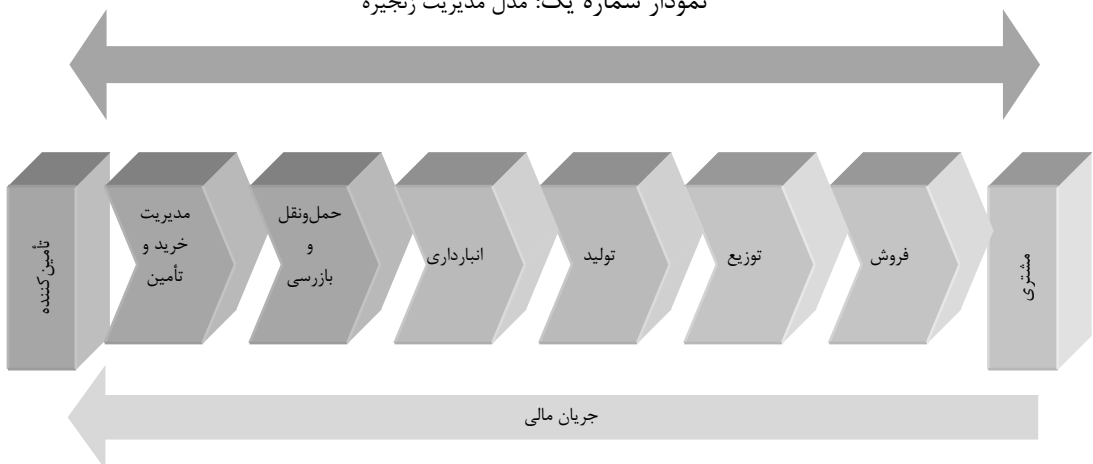 نمودار شماره یک: مدل مدیریت زنجیره
تأمین کننده
مدیریت
خرید و
تأمین
حمل‌ونقل
و
بازرسی
انبارداری
تولید
توزیع
فروش
مشتری
جریان مالی